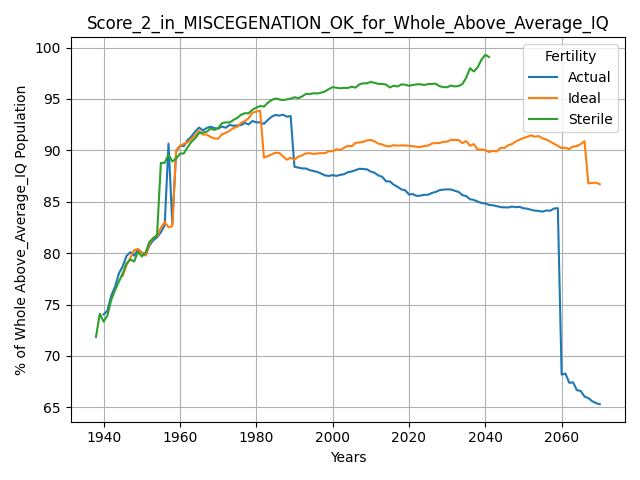 Score_2_in_MISCEGENATION_OK_for_Whole_Above_Average_IQ
% of Whole Above_Average_IQ Population
100
95
90
85
80
75
70
65
Fertility
Actual
Ideal
Sterile
1940
1960
1980
2000
2020
2040
2060
Years